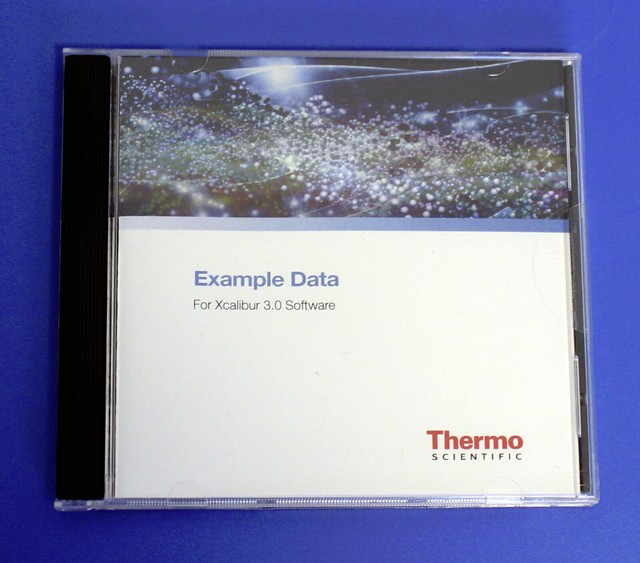 Example Data
For Xcalibur 3.0 Software
Thermo
SCIENTIFIC